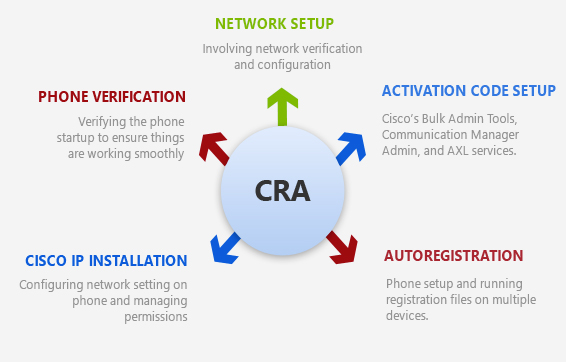 NETWORK SETUP
Involving network verification
and configuration
PHONE VERIFICATION
Verifying the phone
startup to ensure things
are working smoothly
ACTIVATION CODE SETUP
Cisco's Bulk Admin Tools,
Communication Manager
Admin, and AXL services.
CRA
CISCO IP INSTALLATION
Configuring network setting on
phone and managing
permissions
AUTOREGISTRATION
Phone setup and running
registration files on multiple
devices.